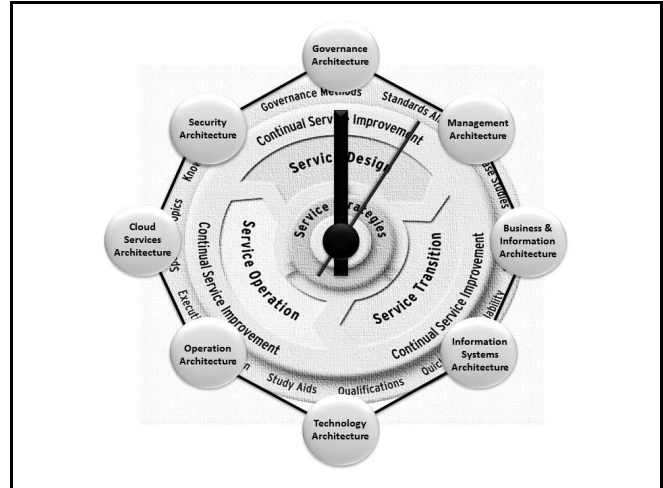 Governance
Architecture
Governance Methods
Security
Architecture
Management
Architecture
Continual Service Improvement
Service Design
Service Strategies
Cloud
Services
Architecture
Business &
Information
Architecture
Service Operation
Service Transition
Continual Service Improvement
Continual Service Improvement
Operation
Architecture
Information
Systems
Architecture
Study Aids
Qualifications
Technology
Architecture